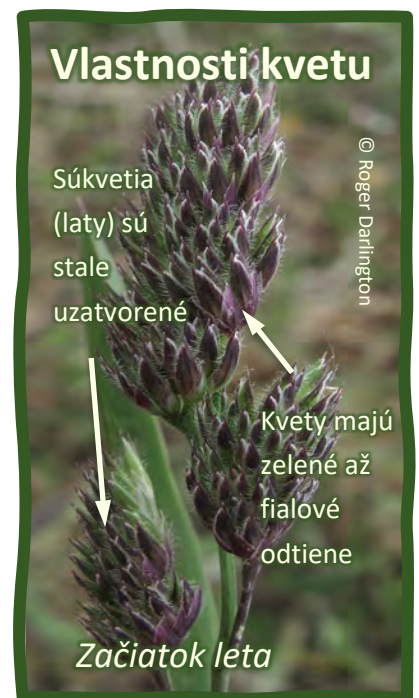 Vlastnosti kvetu
© Roger Darlington
Súkvetia
(laty) sú
stale
uzatvorené
Kvety majú
zelené až
fialové
odtiene
Začiatok leta